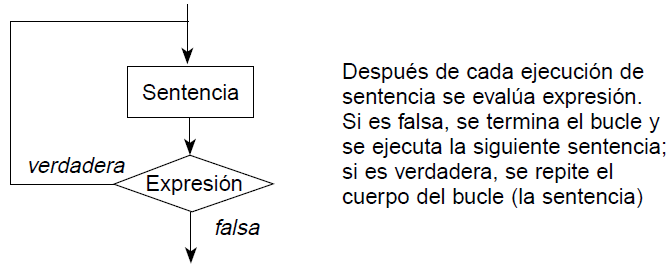 Sentencia
verdadera
Expresión
falsa
Después de cada ejecución de
sentencia se evalúa expresión.
Si es falsa, se termina el bucle y
se ejecuta la siguiente sentencia;
si es verdadera, se repite el
cuerpo del bucle (la sentencia)